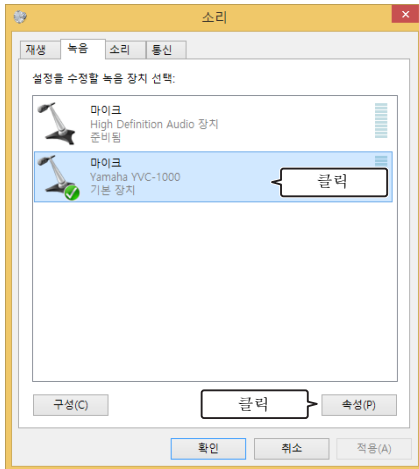 소리
재생 녹음 소리 통신
설정을 수정할 녹음 장치 선택:
마이크
High Definition Audio 장치
준비됨
마이크
Yamaha YVC-1000
기본 장치
클릭
구성(C) 클릭 속성(P)
확인 취소 적용(A)